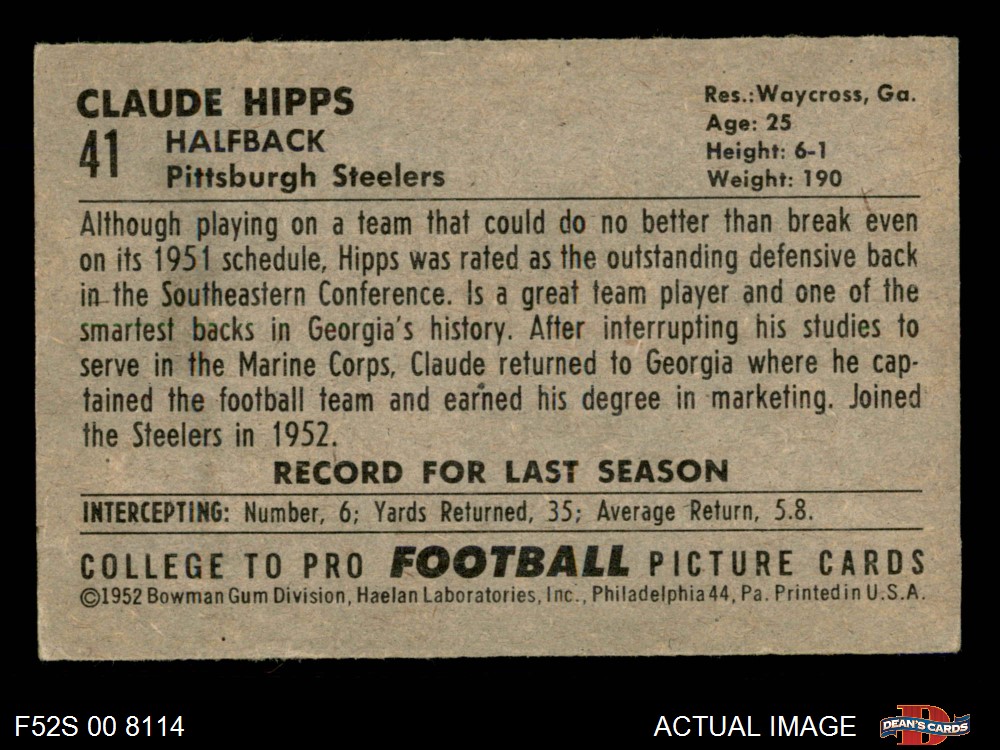 CLAUDE HIPPS
41 HALFBACK
Pittsburgh Steelers
Res.:Waycross, Ga.
Age: 25
Height: 6-1
Weight: 190
Although playing on a team that could do no better than break even
on its 1951 schedule, Hipps was rated as the outstanding defensive back
in the Southeastern Conference. Is a great team player and one of the
smartest backs in Georgia's history. After interrupting his studies to
serve in the Marine Corps, Claude returned to Georgia where he cap-
tained the football team and earned his degree in marketing. Joined
the Steelers in 1952.
RECORD FOR LAST SEASON
INTERCEPTING: Number, 6; Yards Returned, 35; Average Return, 5.8.
COLLEGE TO PRO FOOTBALL PICTURE CARDS
©1952 Bowman Gum Division, Haelan Laboratories, Inc., Philadelphia 44, Pa. Printed in U.S.A.
F52S 00 8114
ACTUAL IMAGE
DEAN'S CARDS